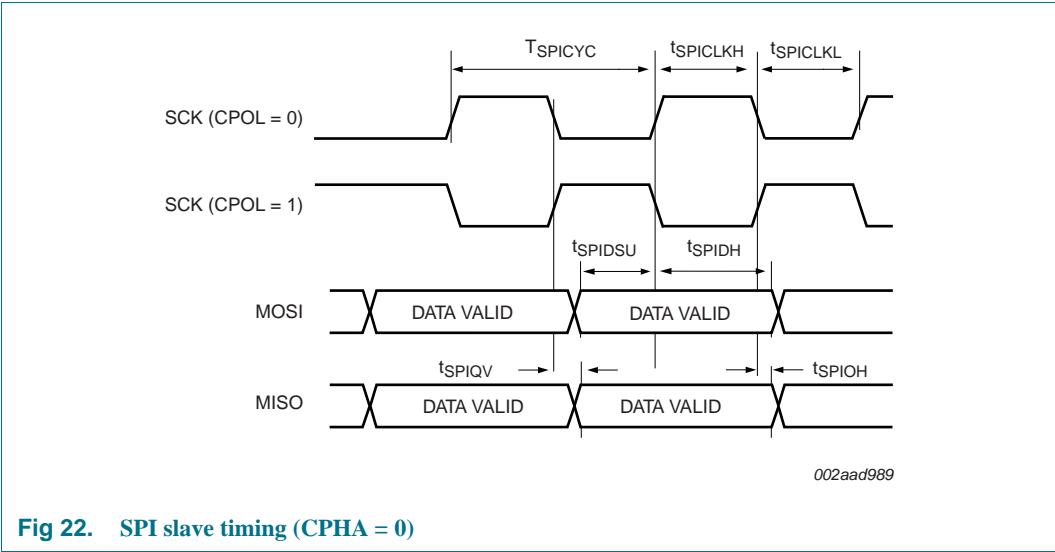 TSPICYC tSPICLKH tSPICLKL
SCK (CPOL = 0)
SCK (CPOL = 1)
tSPIDSU tSPIDH
MOSI DATA VALID DATA VALID
tSPIQV tSPIOH
MISO DATA VALID DATA VALID
002aad989
Fig 22. SPI slave timing (CPHA = 0)